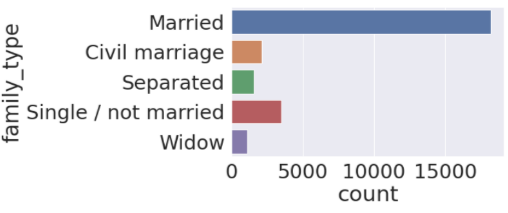 family_type
Married
Civil marriage
Separated
Single / not married
Widow
0 5000 10000 15000
count